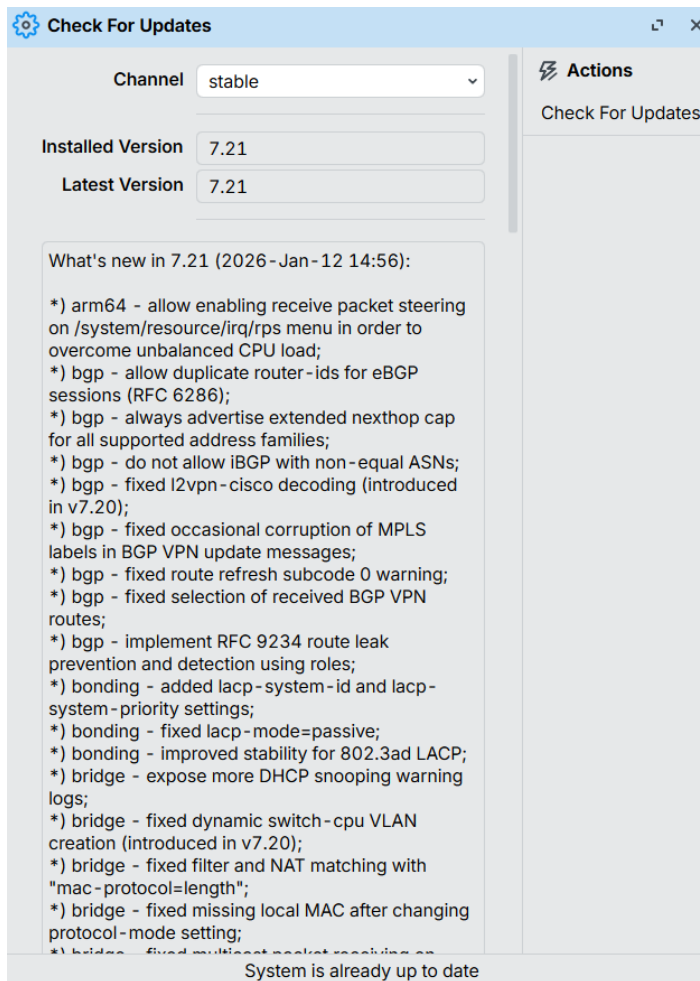 Check For Updates
Channel
stable
Installed Version
7.21
Latest Version
7.21
What's new in 7.21 (2026-Jan-12 14:56):
*) arm64 - allow enabling receive packet steering
on /system/resource/irq/rps menu in order to
overcome unbalanced CPU load;
*) bgp - allow duplicate router-ids for eBGP
sessions (RFC 6286);
*) bgp - always advertise extended nexthop cap
for all supported address families;
*) bgp - do not allow iBGP with non-equal ASNs;
*) bgp - fixed l2vpn-cisco decoding (introduced
in v7.20);
*) bgp - fixed occasional corruption of MPLS
labels in BGP VPN update messages;
*) bgp - fixed route refresh subcode 0 warning;
*) bgp - fixed selection of received BGP VPN
routes;
*) bgp - implement RFC 9234 route leak
prevention and detection using roles;
*) bonding - added lacp-system-id and lacp-
system-priority settings;
*) bonding - fixed lacp-mode=passive;
*) bonding - improved stability for 802.3ad LACP;
*) bridge - expose more DHCP snooping warning
logs;
*) bridge - fixed dynamic switch-cpu VLAN
creation (introduced in v7.20);
*) bridge - fixed filter and NAT matching with
"mac-protocol=length";
*) bridge - fixed missing local MAC after changing
protocol-mode setting;
*) bridge - fixed multicast packet receiving on
Actions
Check For Updates
System is already up to date